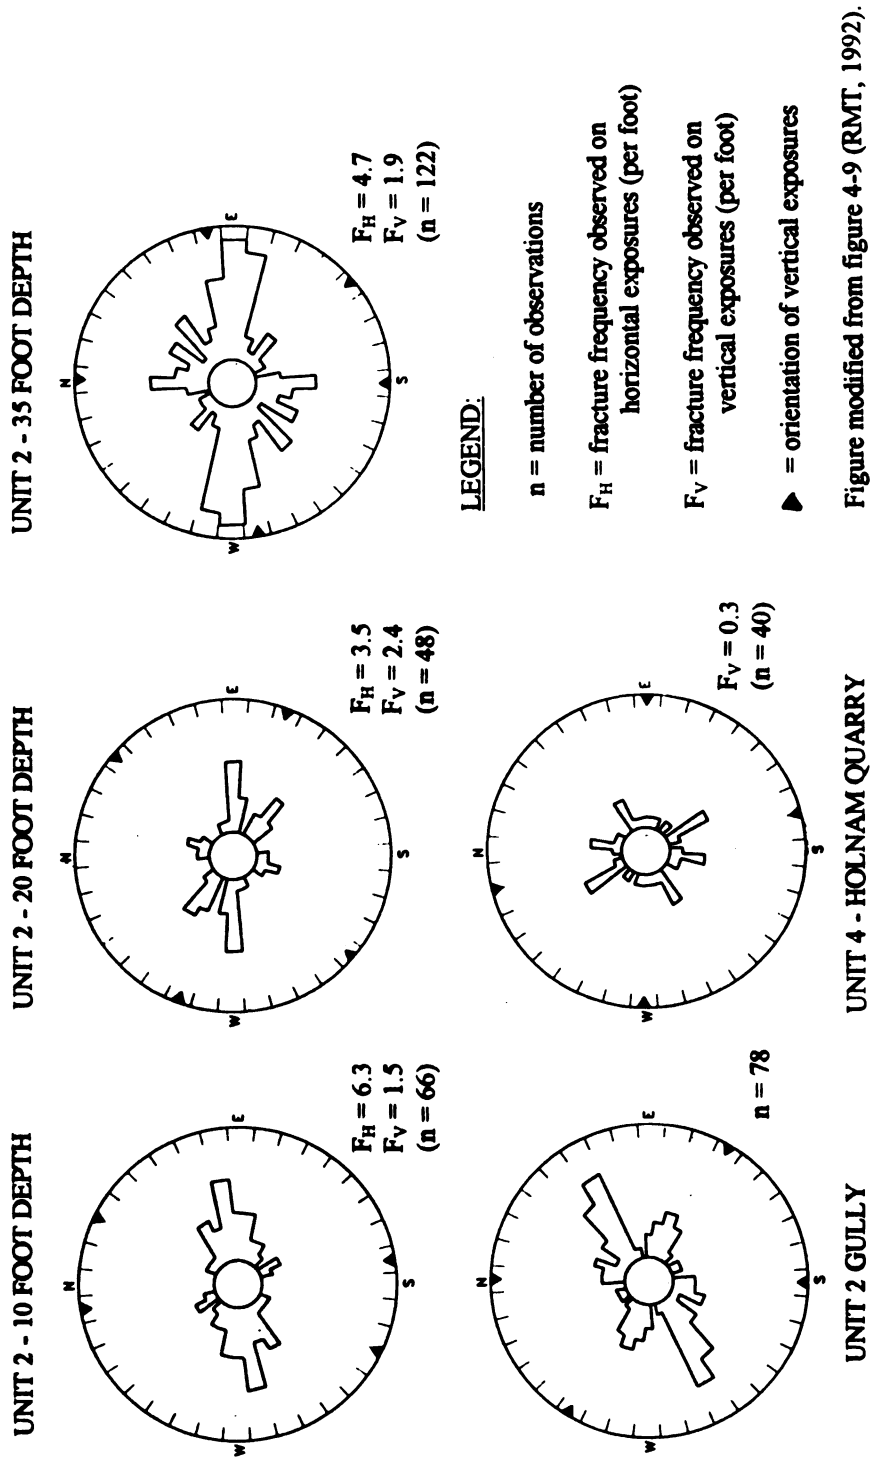 UNIT 2 - 10 FOOT DEPTH
N
E
S
W
F_H = 6.3
F_V = 1.5
(n = 66)
UNIT 2 - 20 FOOT DEPTH
N
E
S
W
F_H = 3.5
F_V = 2.4
(n = 48)
UNIT 2 - 35 FOOT DEPTH
N
E
S
W
F_H = 4.7
F_V = 1.9
(n = 122)
N
E
S
W
n = 78
UNIT 2 GULLY
N
E
S
W
F_V = 0.3
(n = 40)
UNIT 4 - HOLNAM QUARRY
LEGEND:
n = number of observations
F_H = fracture frequency observed on
horizontal exposures (per foot)
F_V = fracture frequency observed on
vertical exposures (per foot)
= orientation of vertical exposures
Figure modified from figure 4-9 (RMT, 1992).